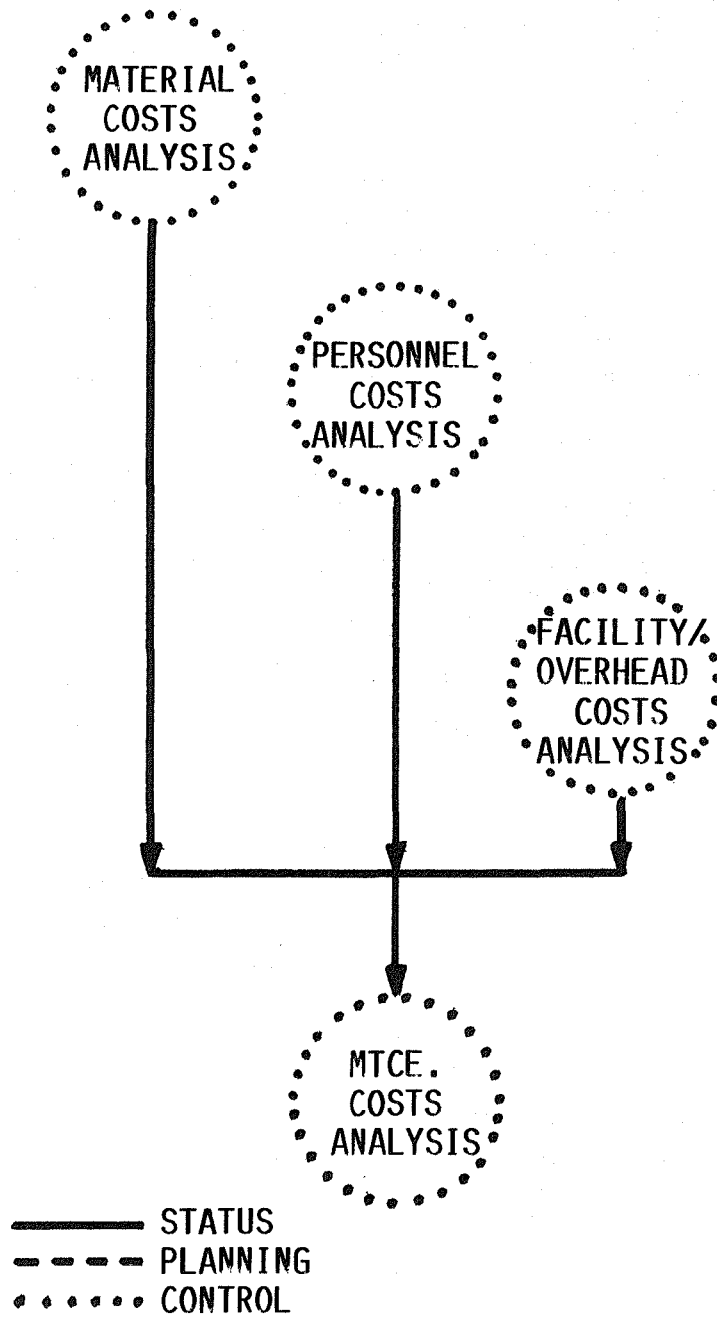 MATERIAL
COSTS
ANALYSIS
PERSONNEL
COSTS
ANALYSIS
FACILITY/
OVERHEAD
COSTS
ANALYSIS
MTCE.
COSTS
ANALYSIS
STATUS
PLANNING
CONTROL